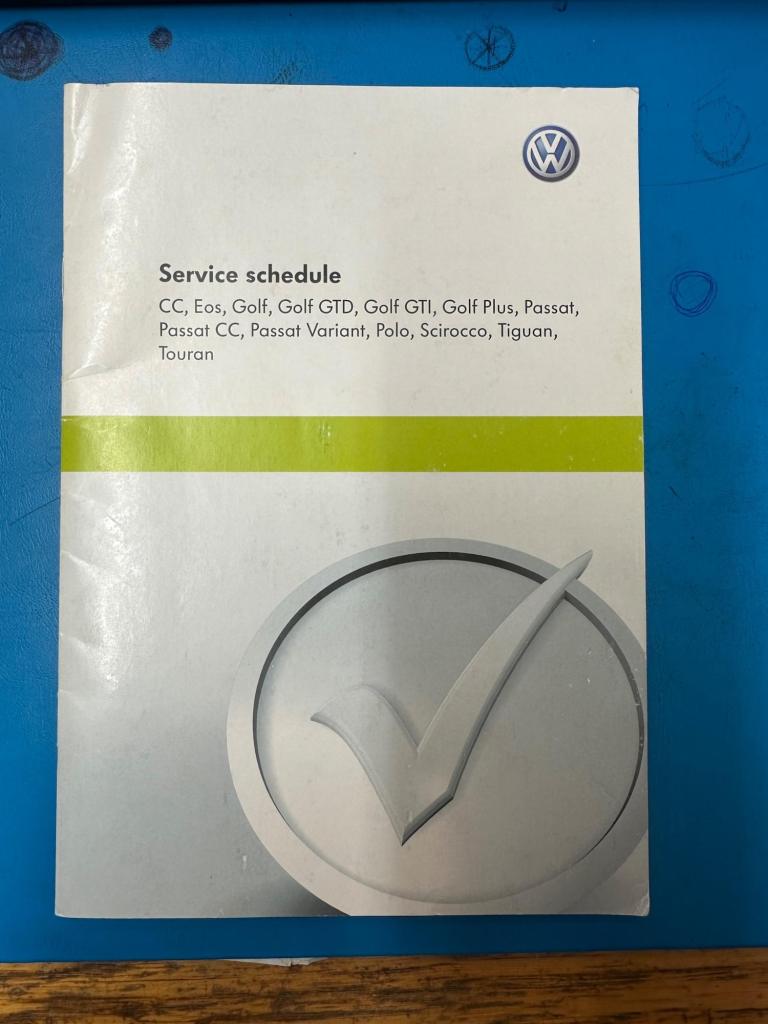 Service schedule
CC, Eos, Golf, Golf GTD, Golf GTI, Golf Plus, Passat,
Passat CC, Passat Variant, Polo, Scirocco, Tiguan,
Touran